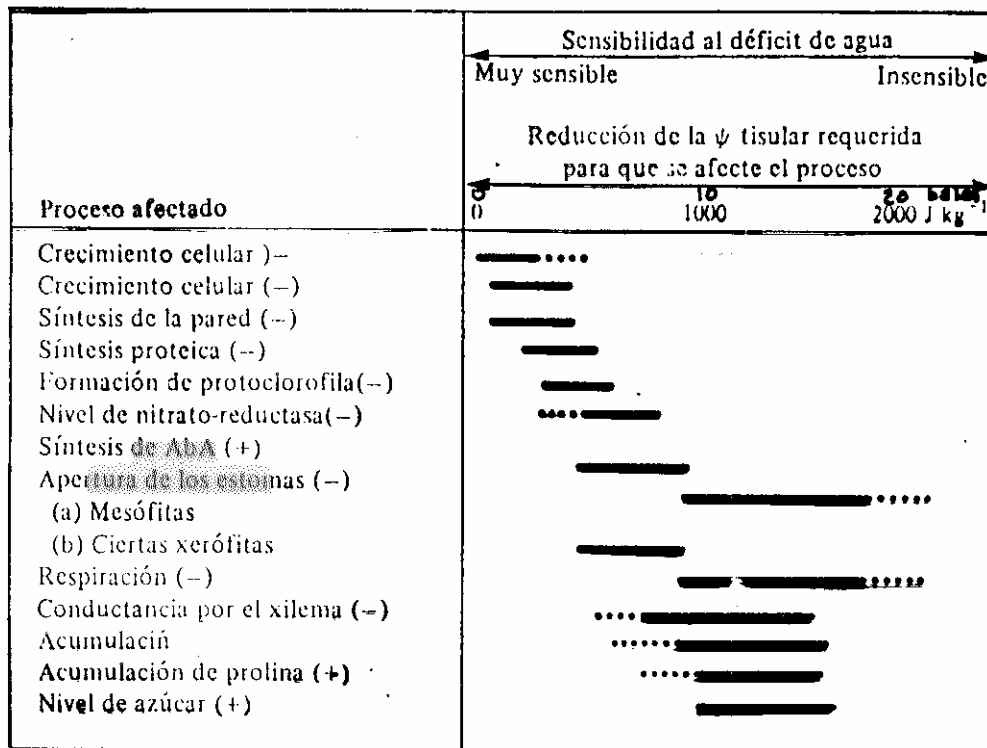 Sensibilidad al déficit de agua
Muy sensible Insensible
Reducción de la ψ tisular requerida
para que se afecte el proceso
Proceso afectado
0 10 20
0 1000 2000 J kg⁻¹
Crecimiento celular )–
Crecimiento celular (–)
Síntesis de la pared (–)
Síntesis proteica (–)
Formación de protoclorofila(–)
Nivel de nitrato-reductasa(–)
Síntesis de AbA (+)
Apertura de los estomas (–)
(a) Mesófitas
(b) Ciertas xerófitas
Respiración (–)
Conductancia por el xilema (–)
Acumulaciń
Acumulación de prolina (+)
Nivel de azúcar (+)